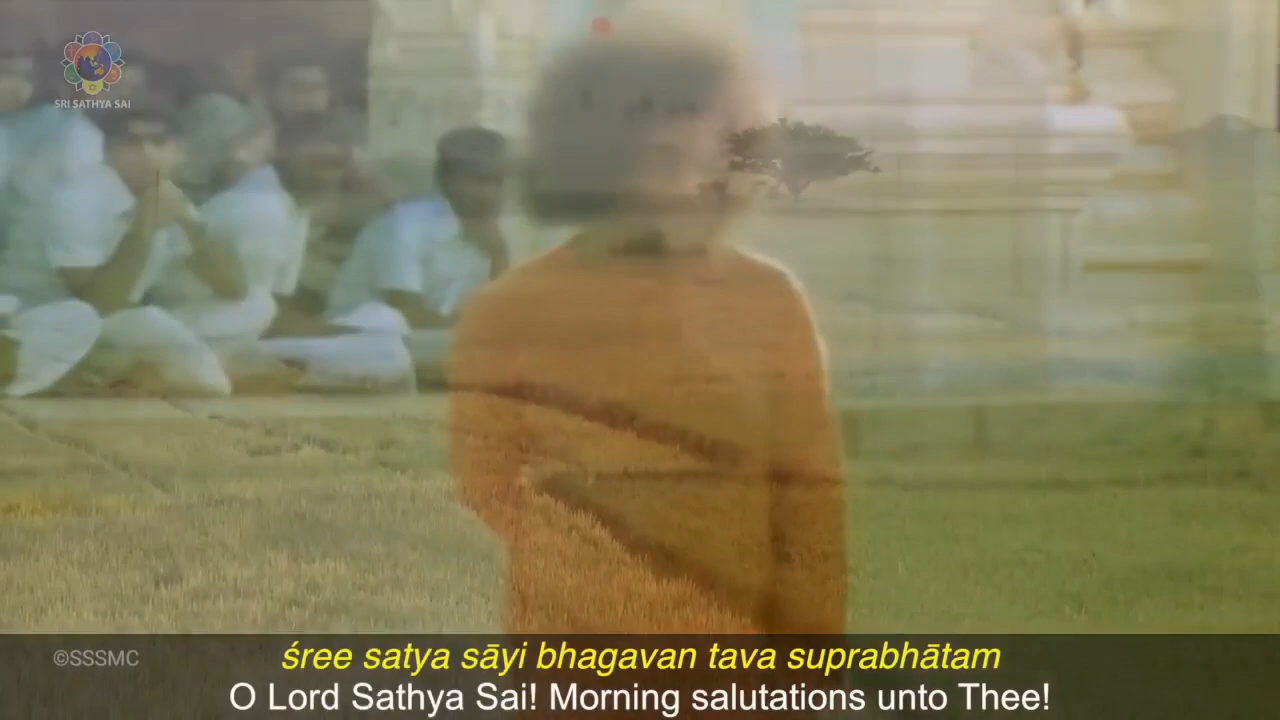 SRI SATHYA SAI
śree satya sāyi bhagavan tava suprabhātam
©SSSMC
O Lord Sathya Sai! Morning salutations unto Thee!